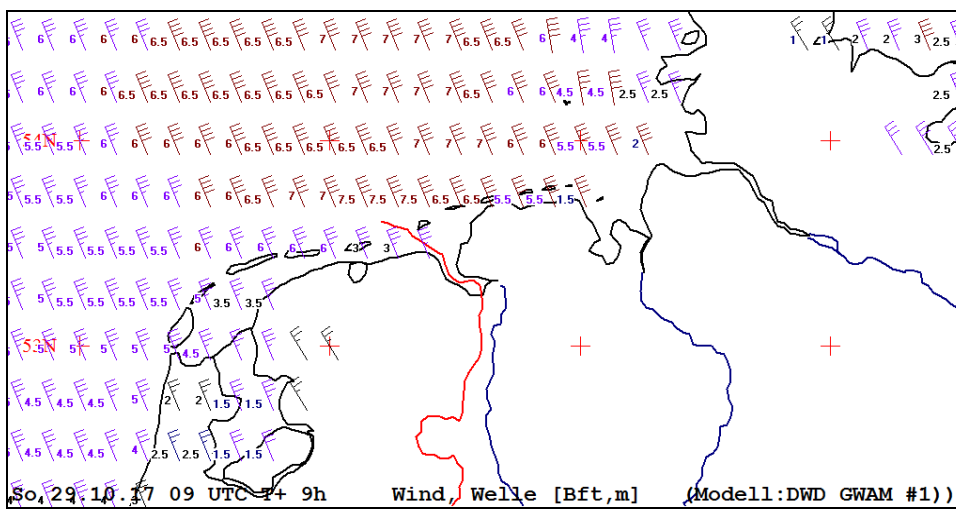 6 6 6 6 6.5 6.5 6.5 6.5 6.5 7 7 7 7 6.5 6.5 6 4 4 1 <1 2 2 3 2.5
6 6 6 6.5 6.5 6.5 6.5 6.5 6.5 6.5 7 7 7 7 6.5 6 6 4.5 4.5 2.5 2.5 2.5
54N 5.5 5.5 6 6 6 6 6 6.5 6.5 6.5 6.5 6.5 7 7 7 6 6 5.5 5.5 2 2.5
5.5 5.5 6 6 6 6 6 6.5 7 7 7.5 7.5 7.5 6.5 6.5 5.5 5.5 1.5
5 5.5 5.5 5.5 5.5 6 6 6 6 6 <3 3
5 5.5 5.5 5.5 5.5 5 3.5 3.5
53N 5 5 5 5 4.5
4.5 4.5 4.5 5 2 2 1.5 1.5
4.5 4.5 4.5 4 2.5 2.5 1.5 1.5
So 29.10.17 09 UTC T+ 9h Wind, Welle [Bft,m] (Modell:DWD GWAM #1))